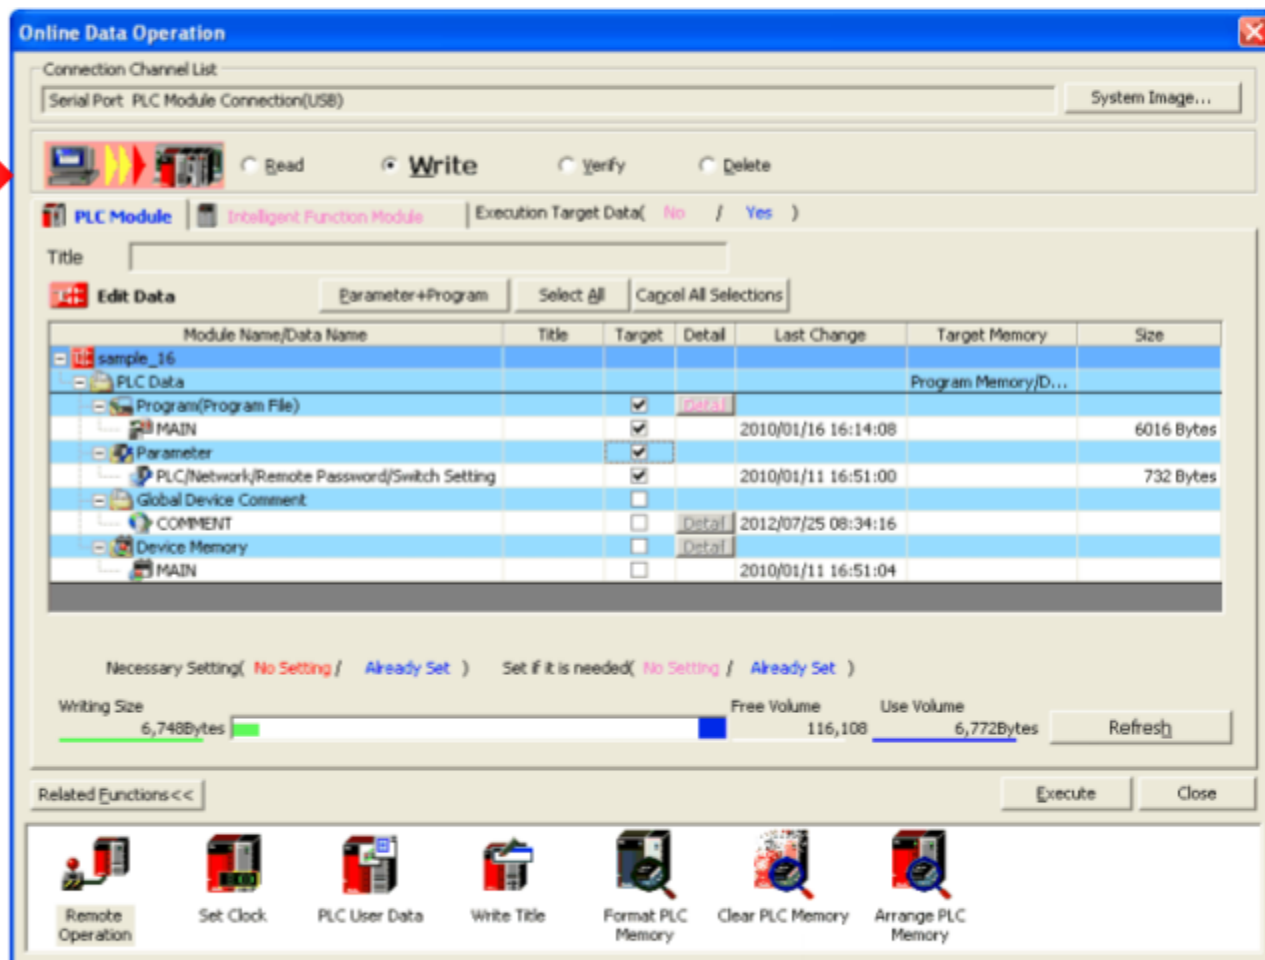 Online Data Operation
Connection Channel List
Serial Port PLC Module Connection(USB)
System Image...
Read Write Verify Delete
PLC Module Intelligent Function Module Execution Target Data( No / Yes )
Title
Edit Data Parameter+Program Select All Cancel All Selections
Module Name/Data Name Title Target Detail Last Change Target Memory Size
sample_16
PLC Data Program Memory/D...
Program(Program File) Detail
MAIN 2010/01/16 16:14:08 6016 Bytes
Parameter
PLC/Network/Remote Password/Switch Setting 2010/01/11 16:51:00 732 Bytes
Global Device Comment
COMMENT Detail 2012/07/25 08:34:16
Device Memory Detail
MAIN 2010/01/11 16:51:04
Necessary Setting( No Setting / Already Set ) Set if it is needed( No Setting / Already Set )
Writing Size Free Volume Use Volume
6,748Bytes 116,108 6,772Bytes Refresh
Related Functions<< Execute Close
Remote Operation
Set Clock
PLC User Data
Write Title
Format PLC Memory
Clear PLC Memory
Arrange PLC Memory